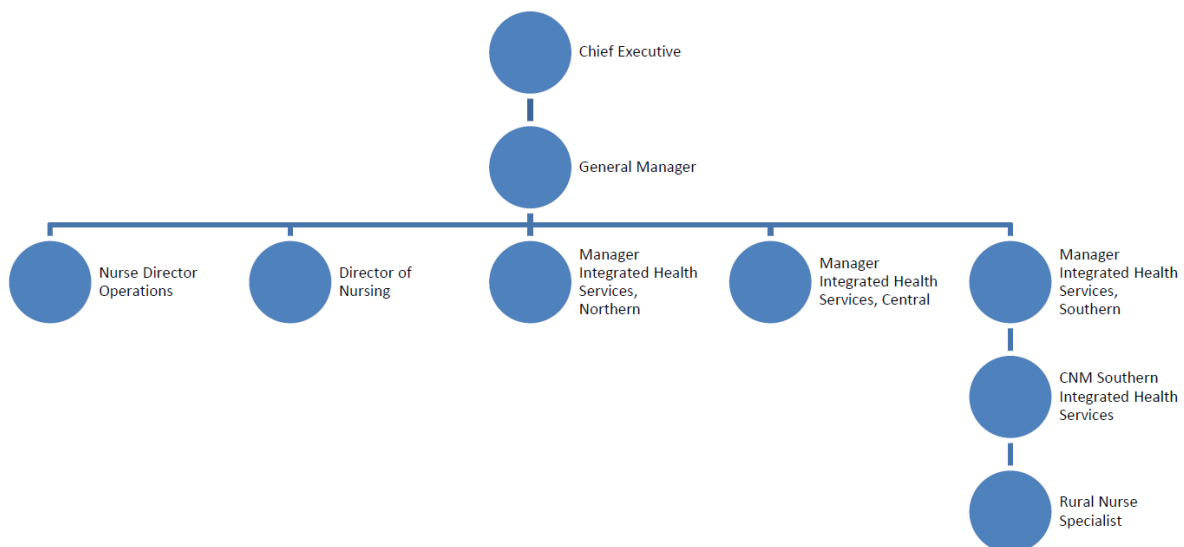 Chief Executive
General Manager
Nurse Director
Operations
Director of
Nursing
Manager
Integrated Health
Services,
Northern
Manager
Integrated Health
Services, Central
Manager
Integrated Health
Services,
Southern
CNM Southern
Integrated Health
Services
Rural Nurse
Specialist